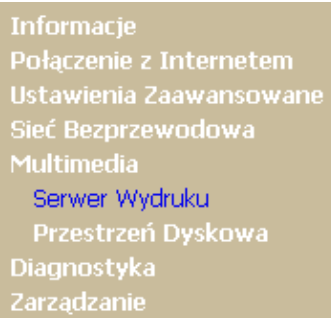 Informacje
Połączenie z Internetem
Ustawienia Zaawansowane
Sieć Bezprzewodowa
Multimedia
Serwer Wydruku
Przestrzeń Dyskowa
Diagnostyka
Zarządzanie